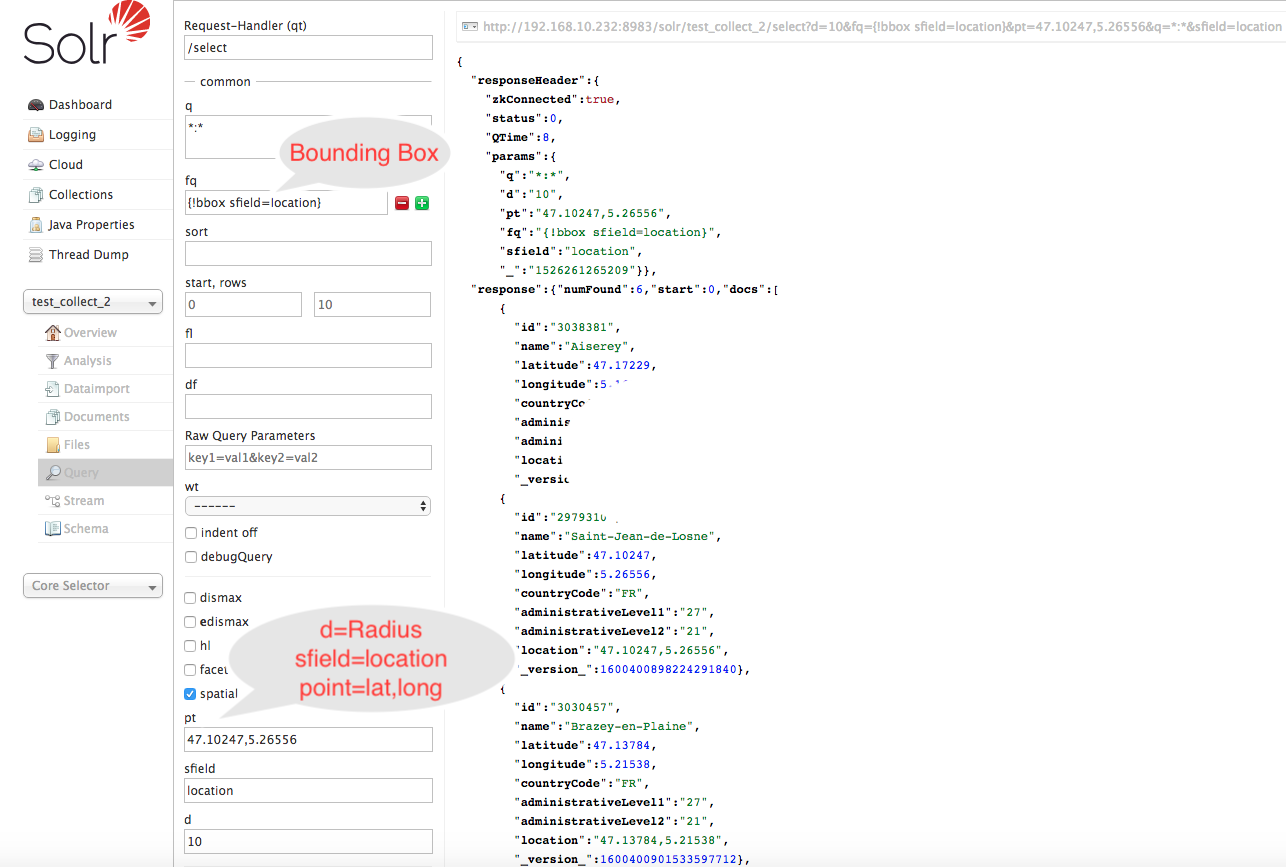 Solr
Dashboard
Logging
Cloud
Collections
Java Properties
Thread Dump
test_collect_2
Overview
Analysis
Dataimport
Documents
Files
Query
Stream
Schema
Core Selector
Request-Handler (qt)
/select
common
q
*:*
Bounding Box
fq
{!bbox sfield=location}
sort
start, rows
0 10
fl
df
Raw Query Parameters
key1=val1&key2=val2
wt
------
indent off
debugQuery
dismax
edismax
hl
facet
spatial
d=Radius
sfield=location
point=lat,long
pt
47.10247,5.26556
sfield
location
d
10
http://192.168.10.232:8983/solr/test_collect_2/select?d=10&fq={!bbox sfield=location}&pt=47.10247,5.26556&q=*:*&sfield=location
{
"responseHeader":{
"zkConnected":true,
"status":0,
"QTime":8,
"params":{
"q":"*:*",
"d":"10",
"pt":"47.10247,5.26556",
"fq":"{!bbox sfield=location}",
"sfield":"location",
"_":"1526261265209"}},
"response":{"numFound":6,"start":0,"docs":[
{
"id":"3038381",
"name":"Aiserey",
"latitude":47.17229,
"longitude":5.
"countryCo
"adminis
"admini
"locati
"_versic
{
"id":"2979310
"name":"Saint-Jean-de-Losne",
"latitude":47.10247,
"longitude":5.26556,
"countryCode":"FR",
"administrativeLevel1":"27",
"administrativeLevel2":"21",
"location":"47.10247,5.26556",
"_version_":1600400898224291840},
{
"id":"3030457",
"name":"Brazey-en-Plaine",
"latitude":47.13784,
"longitude":5.21538,
"countryCode":"FR",
"administrativeLevel1":"27",
"administrativeLevel2":"21",
"location":"47.13784,5.21538",
"_version_":1600400901533597712},